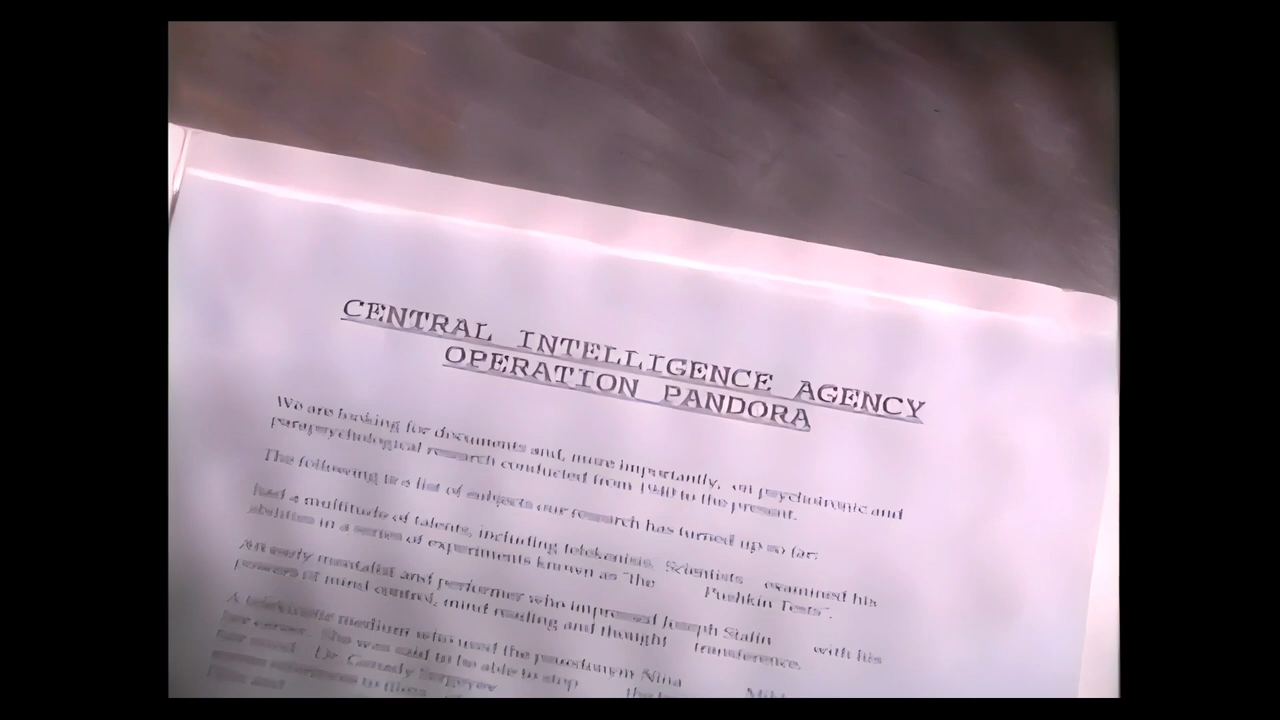 CENTRAL INTELLIGENCE AGENCY
OPERATION PANDORA
We are looking for documents and, more importantly, on psychotronic and
parapsychological research conducted from 1940 to the present.
The following is a list of subjects our research has turned up so far:
had a multitude of talents, including telekenisis. Scientists examined his
abilities in a series of experiments known as "The Pushkin Tests".
An early mentalist and performer who impressed Joseph Stalin with his
powers of mind control, mind reading and thought transference.
A telekinetic medium who used the pseudonym Nina
her career. She was said to be able to stop the
Dr.